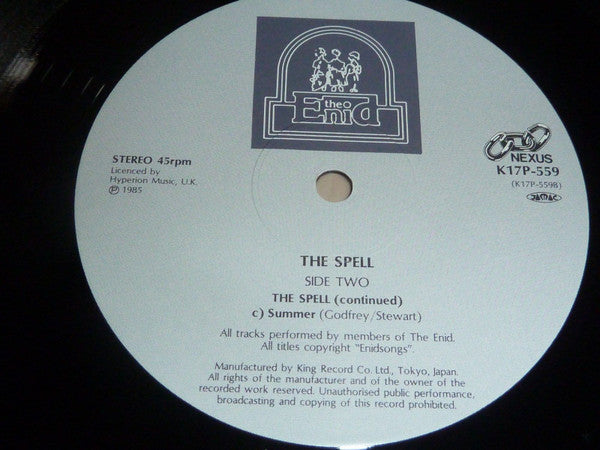 the
Enid
STEREO 45rpm
Licenced by
Hyperion Music, U.K.
Ⓟ 1985
NEXUS
K17P-559
(K17P-559B)
JASRAC
THE SPELL
SIDE TWO
THE SPELL (continued)
c) Summer (Godfrey/Stewart)
All tracks performed by members of The Enid.
All titles copyright "Enidsongs".
Manufactured by King Record Co. Ltd., Tokyo, Japan.
All rights of the manufacturer and of the owner of the
recorded work reserved. Unauthorised public performance,
broadcasting and copying of this record prohibited.